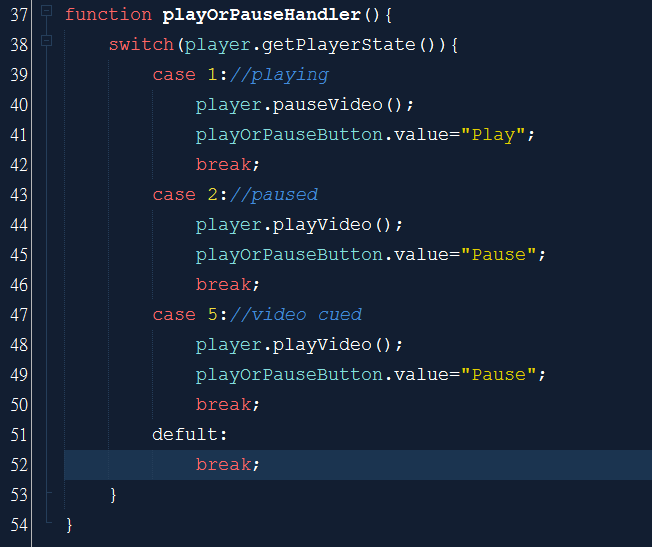 37 function playOrPauseHandler(){
38 switch(player.getPlayerState()){
39 case 1://playing
40 player.pauseVideo();
41 playOrPauseButton.value="Play";
42 break;
43 case 2://paused
44 player.playVideo();
45 playOrPauseButton.value="Pause";
46 break;
47 case 5://video cued
48 player.playVideo();
49 playOrPauseButton.value="Pause";
50 break;
51 defult:
52 break;
53 }
54 }